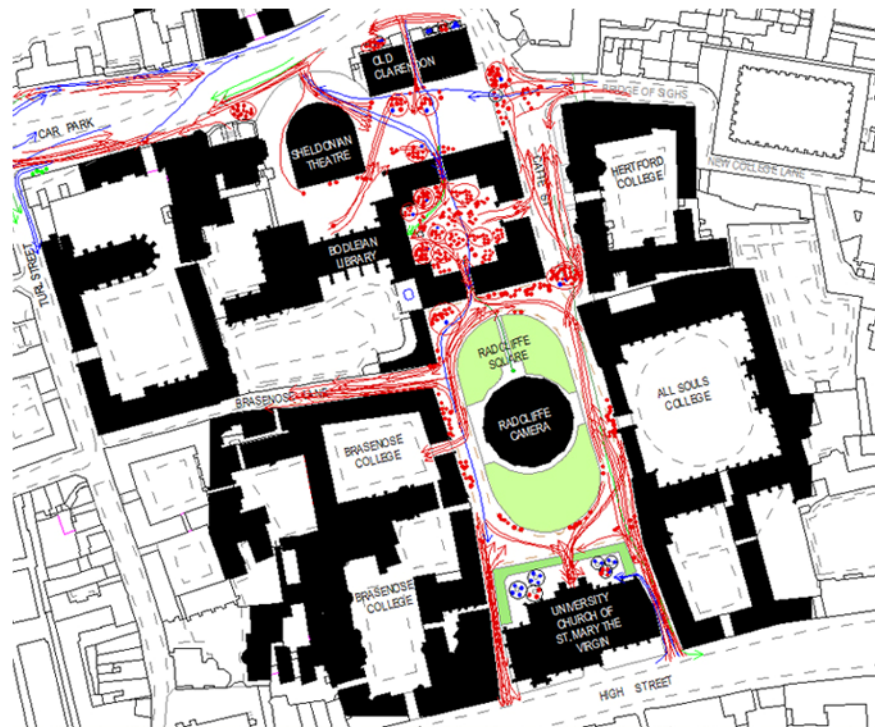 OLD
CLARENDON
CAR PARK
BRIDGE OF SIGHS
SHELDONIAN
THEATRE
CATTE ST
HERTFORD
COLLEGE
NEW COLLEGE LANE
TURL STREET
BODLEIAN
LIBRARY
RADCLIFFE
SQUARE
ALL SOULS
COLLEGE
BRASENOSE
RADCLIFFE
CAMERA
BRASENOSE
COLLEGE
BRASENOSE
COLLEGE
UNIVERSITY
CHURCH OF
ST, MARY THE
VIRGIN
HIGH STREET